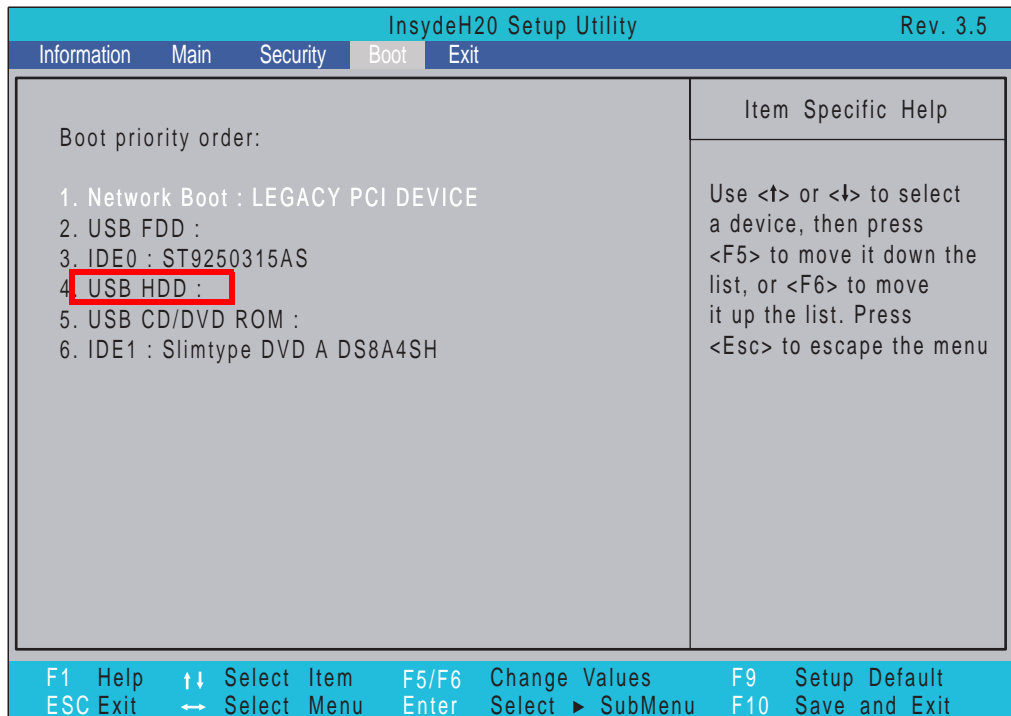 InsydeH20 Setup Utility Rev. 3.5
Information Main Security Boot Exit
Boot priority order:
1. Network Boot : LEGACY PCI DEVICE
2. USB FDD :
3. IDE0 : ST9250315AS
4. USB HDD :
5. USB CD/DVD ROM :
6. IDE1 : Slimtype DVD A DS8A4SH
Item Specific Help
Use <↑> or <↓> to select
a device, then press
<F5> to move it down the
list, or <F6> to move
it up the list. Press
<Esc> to escape the menu
F1 Help ↑↓ Select Item F5/F6 Change Values F9 Setup Default
ESC Exit ↔ Select Menu Enter Select ► SubMenu F10 Save and Exit